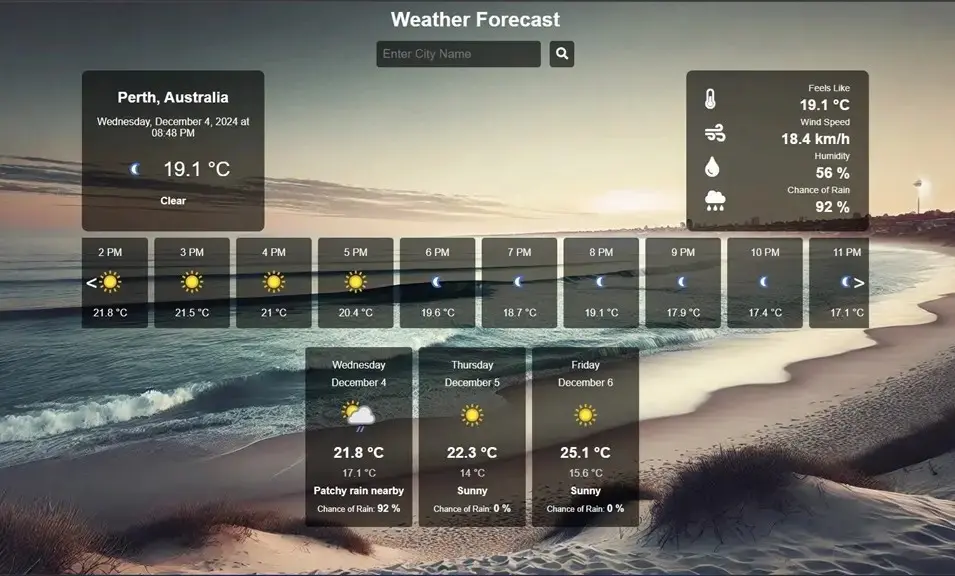 Weather Forecast
Enter City Name
Perth, Australia
Wednesday, December 4, 2024 at
08:48 PM
19.1 °C
Clear
Feels Like
19.1 °C
Wind Speed
18.4 km/h
Humidity
56 %
Chance of Rain
92 %
2 PM 3 PM 4 PM 5 PM 6 PM 7 PM 8 PM 9 PM 10 PM 11 PM
< >
21.8 °C 21.5 °C 21 °C 20.4 °C 19.6 °C 18.7 °C 19.1 °C 17.9 °C 17.4 °C 17.1 °C
Wednesday
December 4
21.8 °C
17.1 °C
Patchy rain nearby
Chance of Rain: 92 %
Thursday
December 5
22.3 °C
14 °C
Sunny
Chance of Rain: 0 %
Friday
December 6
25.1 °C
15.6 °C
Sunny
Chance of Rain: 0 %